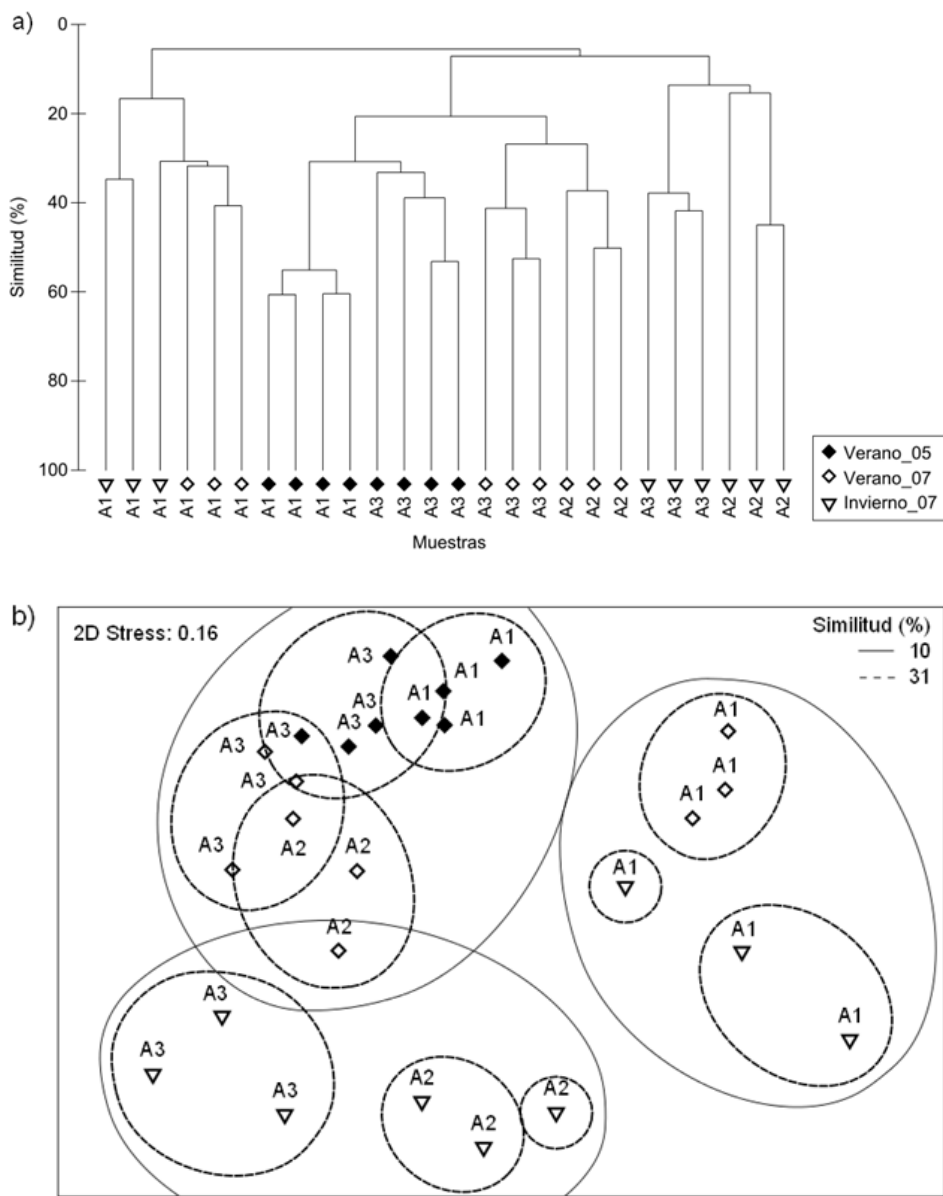 a)
0
20
40
60
80
100
Similitud (%)
A1 A1 A1 A1 A1 A1 A1 A1 A1 A1 A3 A3 A3 A3 A3 A3 A3 A2 A2 A2 A3 A3 A3 A2 A2 A2
Muestras
Verano_05
Verano_07
Invierno_07
b)
2D Stress: 0.16
Similitud (%)
10
31
A1
A3
A1
A1
A3
A1
A3
A3
A3
A1
A3
A1
A1
A2
A3
A2
A1
A2
A1
A3
A1
A3
A3
A2
A2
A2